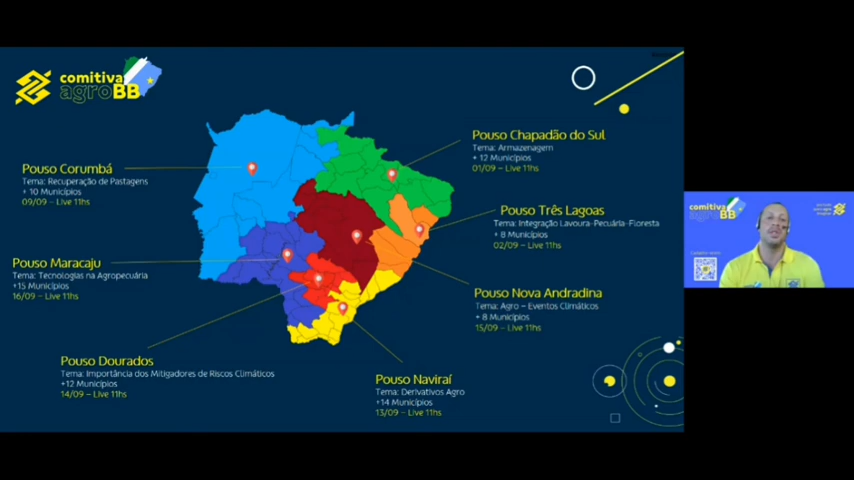 comitiva
agroBB
Pouso Chapadão do Sul
Tema: Armazenagem
+ 12 Municípios
01/09 – Live 11hs
Pouso Corumbá
Tema: Recuperação de Pastagens
+ 10 Municípios
09/09 – Live 11hs
Pouso Três Lagoas
Tema: Integração Lavoura-Pecuária-Floresta
+ 8 Municípios
02/09 – Live 11hs
Pouso Maracaju
Tema: Tecnologias na Agropecuária
+15 Municípios
16/09 – Live 11hs
Pouso Nova Andradina
Tema: Agro – Eventos Climáticos
+ 8 Municípios
15/09 – Live 11hs
Pouso Dourados
Tema: Importância dos Mitigadores de Riscos Climáticos
+12 Municípios
14/09 – Live 11hs
Pouso Naviraí
Tema: Derivativos Agro
+14 Municípios
13/09 – Live 11hs
comitiva
agroBB